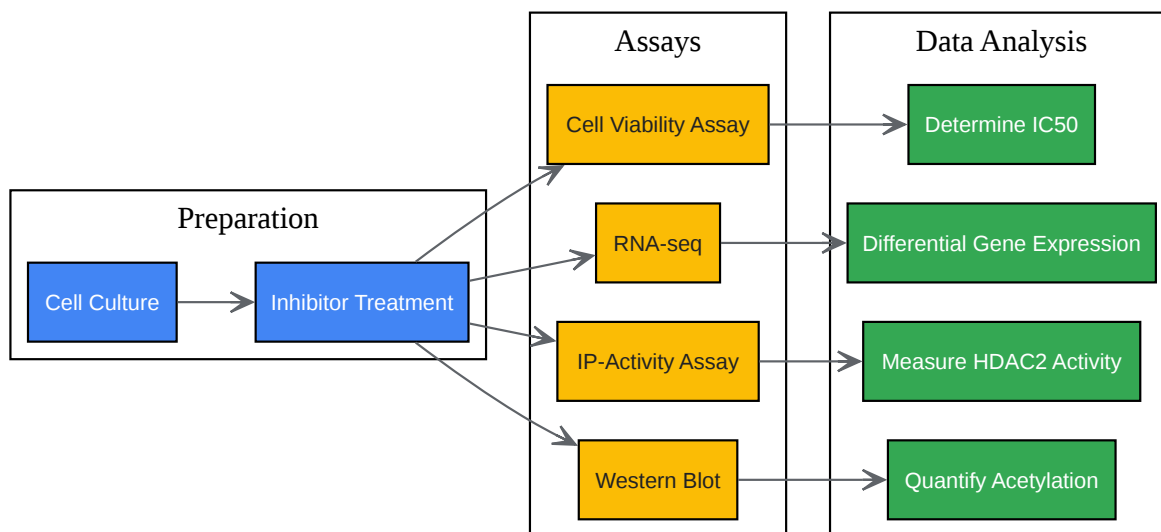 Preparation
Cell Culture
Inhibitor Treatment
Assays
Cell Viability Assay
RNA-seq
IP-Activity Assay
Western Blot
Data Analysis
Determine IC50
Differential Gene Expression
Measure HDAC2 Activity
Quantify Acetylation